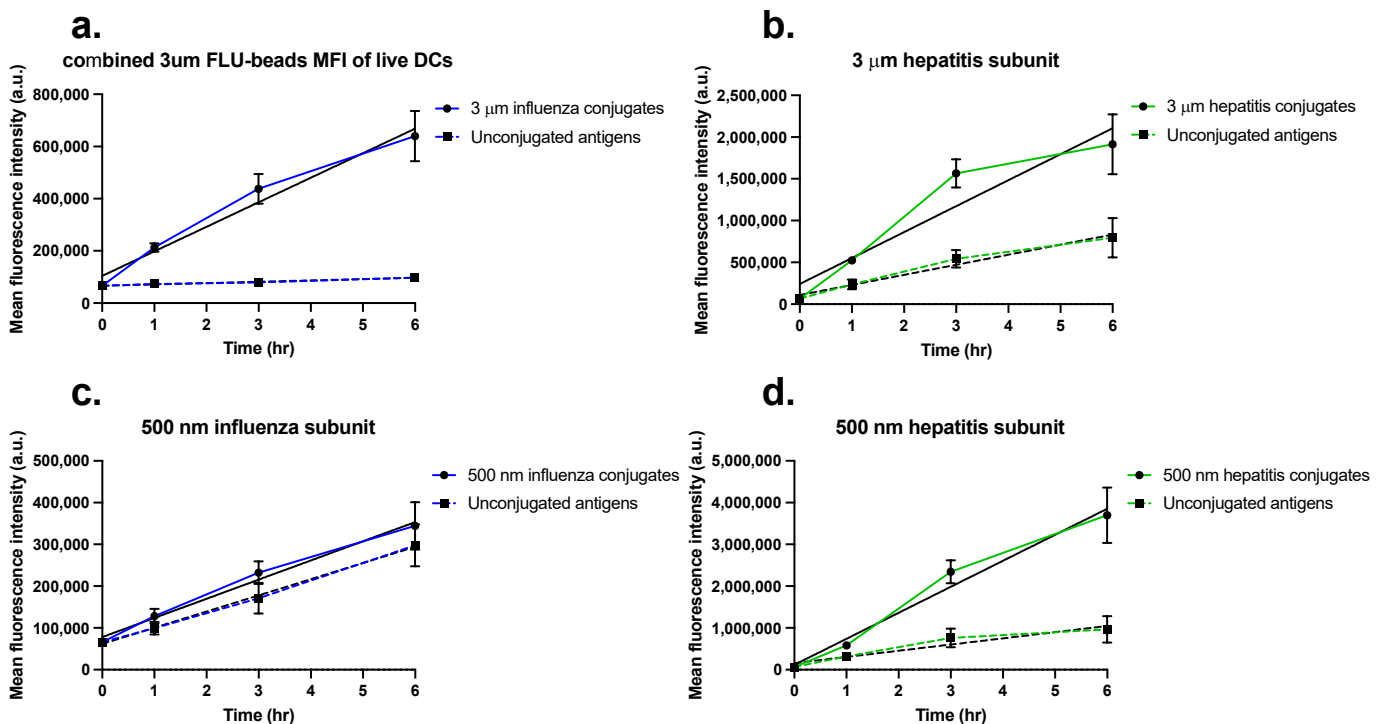 a.
combined 3um FLU-beads MFI of live DCs
Mean fluorescence intensity (a.u.)
800,000
600,000
400,000
200,000
0
0 1 2 3 4 5 6
Time (hr)
3 μm influenza conjugates
Unconjugated antigens
b.
3 μm hepatitis subunit
Mean fluorescence intensity (a.u.)
2,500,000
2,000,000
1,500,000
1,000,000
500,000
0
0 1 2 3 4 5 6
Time (hr)
3 μm hepatitis conjugates
Unconjugated antigens
c.
500 nm influenza subunit
Mean fluorescence intensity (a.u.)
500,000
400,000
300,000
200,000
100,000
0
0 1 2 3 4 5 6
Time (hr)
500 nm influenza conjugates
Unconjugated antigens
d.
500 nm hepatitis subunit
Mean fluorescence intensity (a.u.)
5,000,000
4,000,000
3,000,000
2,000,000
1,000,000
0
0 1 2 3 4 5 6
Time (hr)
500 nm hepatitis conjugates
Unconjugated antigens